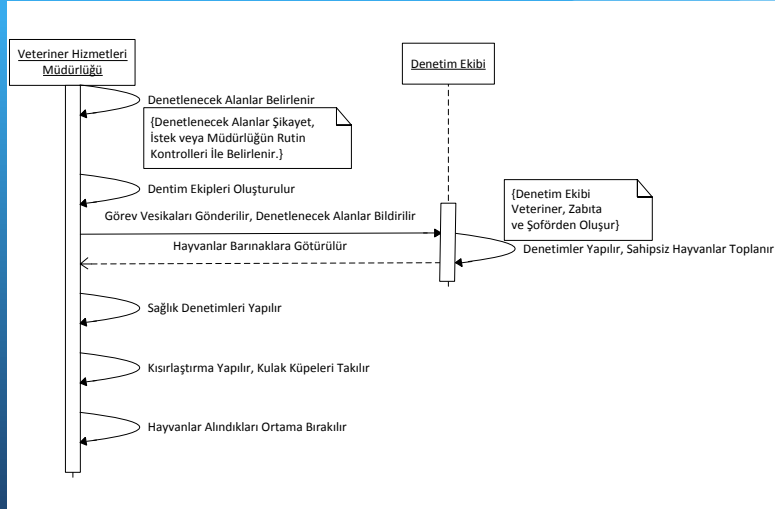 Veteriner Hizmetleri
Müdürlüğü
Denetim Ekibi
Denetlenecek Alanlar Belirlenir
{Denetlenecek Alanlar Şikayet,
İstek veya Müdürlüğün Rutin
Kontrolleri İle Belirlenir.}
Dentim Ekipleri Oluşturulur
{Denetim Ekibi
Veteriner, Zabıta
ve Şoförden Oluşur}
Görev Vesikaları Gönderilir, Denetlenecek Alanlar Bildirilir
Hayvanlar Barınaklara Götürülür
Denetimler Yapılır, Sahipsiz Hayvanlar Toplanır
Sağlık Denetimleri Yapılır
Kısırlaştırma Yapılır, Kulak Küpeleri Takılır
Hayvanlar Alındıkları Ortama Bırakılır